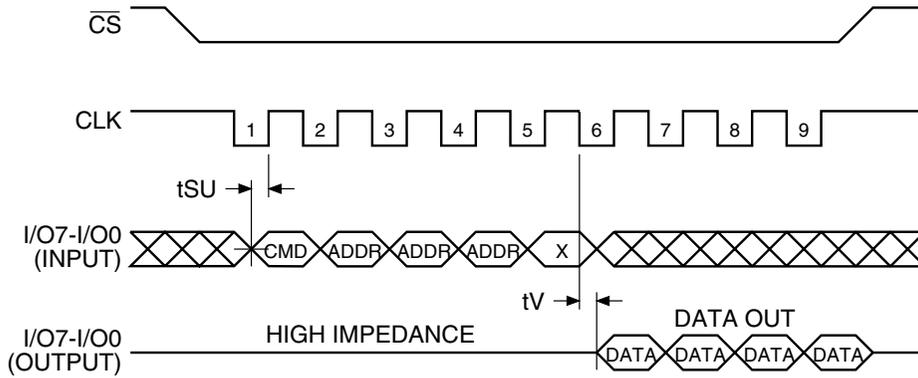 CS
CLK
1 2 3 4 5 6 7 8 9
tSU
I/O7-I/O0
(INPUT)
CMD ADDR ADDR ADDR X
tV
I/O7-I/O0
(OUTPUT)
HIGH IMPEDANCE
DATA OUT
DATA DATA DATA DATA